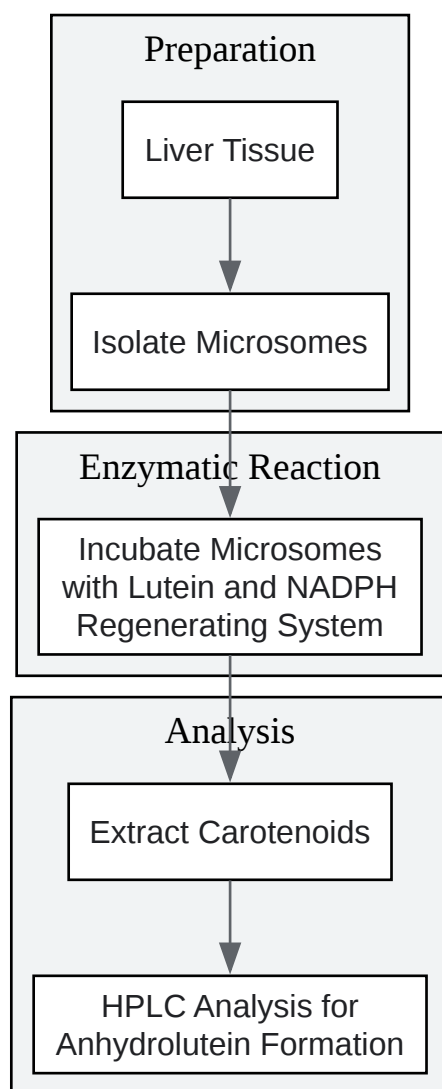 Preparation
Liver Tissue
Isolate Microsomes
Enzymatic Reaction
Incubate Microsomes
with Lutein and NADPH
Regenerating System
Analysis
Extract Carotenoids
HPLC Analysis for
Anhydrolutein Formation